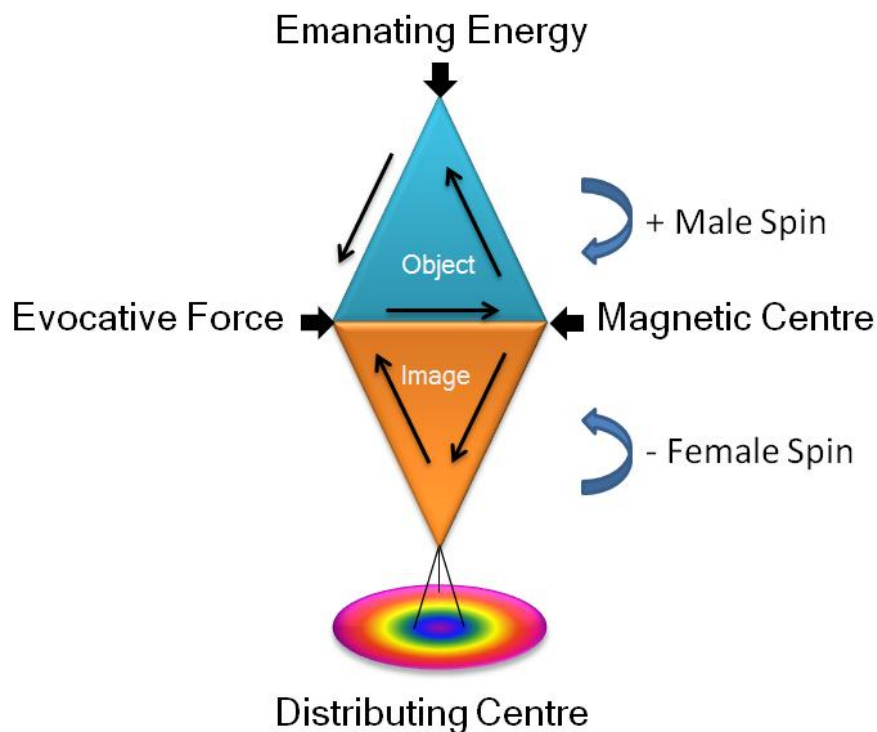 Emanating Energy
Object
+ Male Spin
Evocative Force
Magnetic Centre
Image
- Female Spin
Distributing Centre